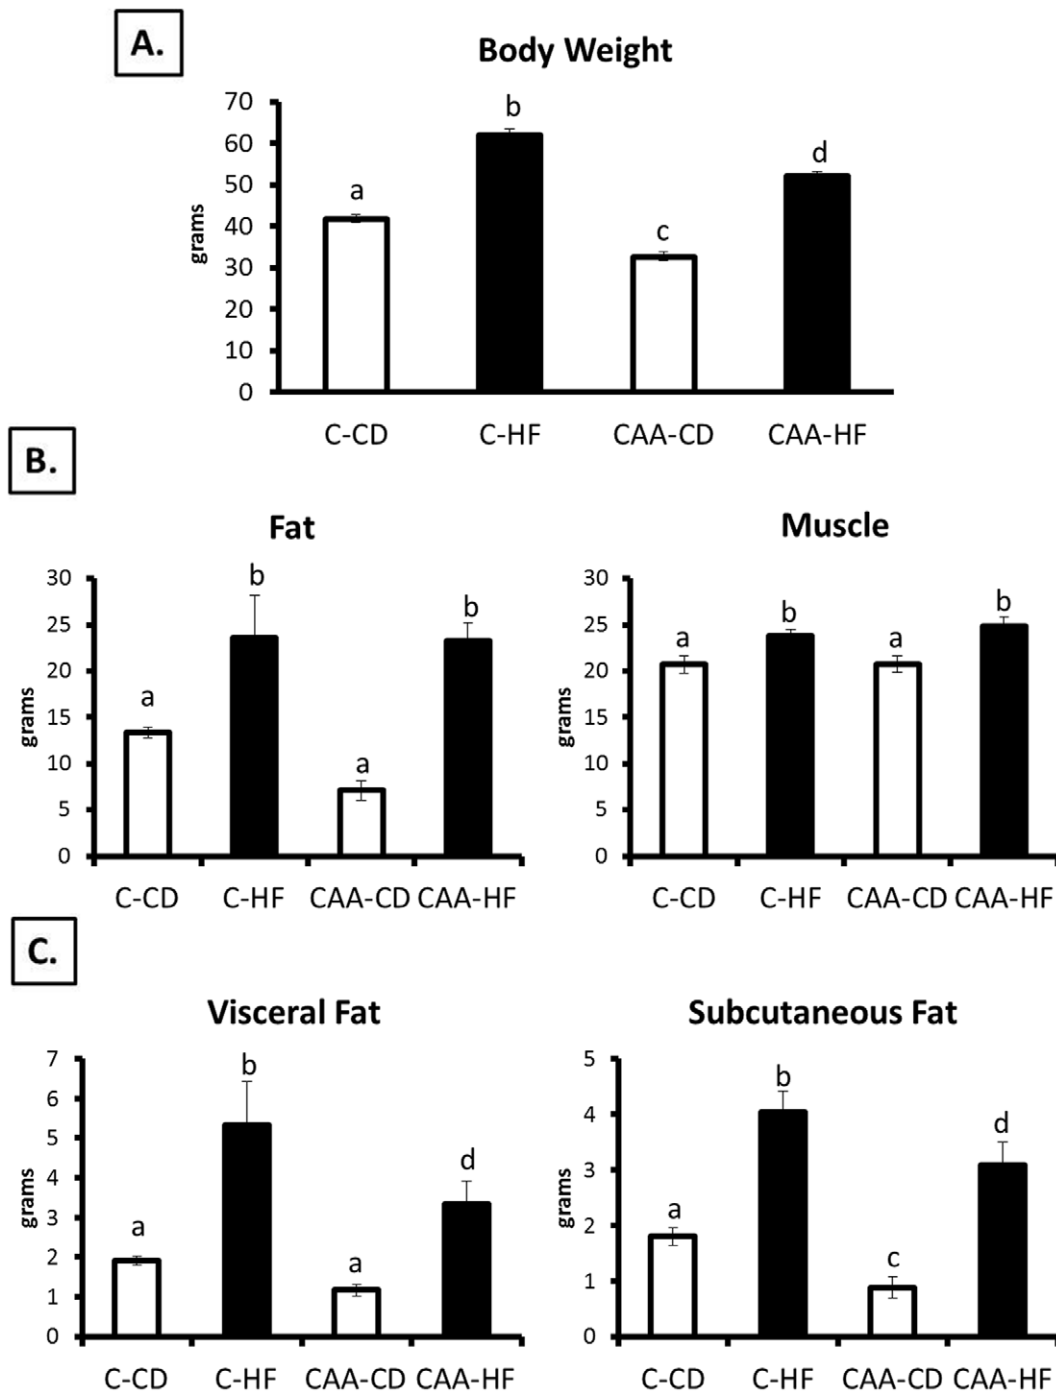 A.
Body Weight
grams
70
60
50
40
30
20
10
0
a
b
c
d
C-CD C-HF CAA-CD CAA-HF
B.
Fat
grams
30
25
20
15
10
5
0
a
b
a
b
C-CD C-HF CAA-CD CAA-HF
Muscle
grams
30
25
20
15
10
5
0
a
b
a
b
C-CD C-HF CAA-CD CAA-HF
C.
Visceral Fat
grams
7
6
5
4
3
2
1
0
a
b
a
d
C-CD C-HF CAA-CD CAA-HF
Subcutaneous Fat
grams
5
4
3
2
1
0
a
b
c
d
C-CD C-HF CAA-CD CAA-HF